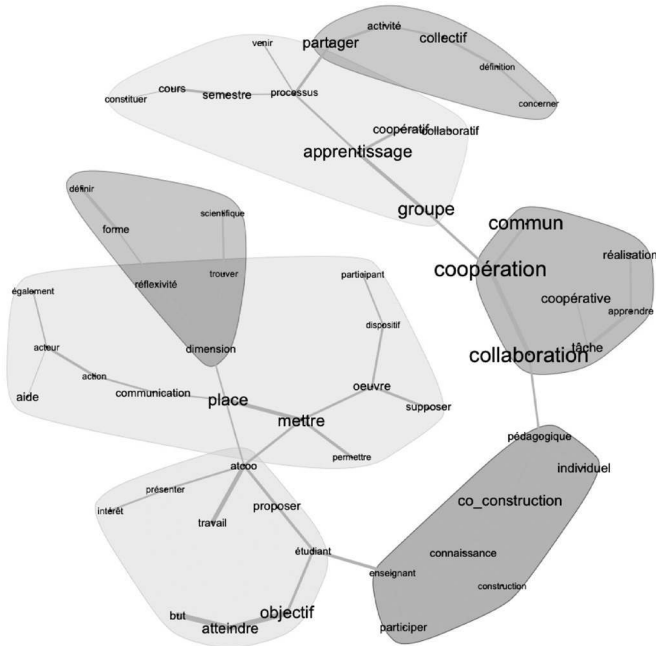 activité
partager
collectif
venir
définition
processus
cours
semestre
constituer
concerner
coopératif
collaboratif
apprentissage
définir
groupe
scientifique
commun
forme
réalisation
coopération
trouver
participant
réflexivité
également
coopérative
apprendre
dispositif
acteur
dimension
tâche
collaboration
action
oeuvre
communication
aide
place
supposer
mettre
pédagogique
permettre
atcoo
individuel
présenter
co_construction
proposer
intérêt
travail
étudiant
connaissance
enseignant
construction
objectif
but
atteindre
participer